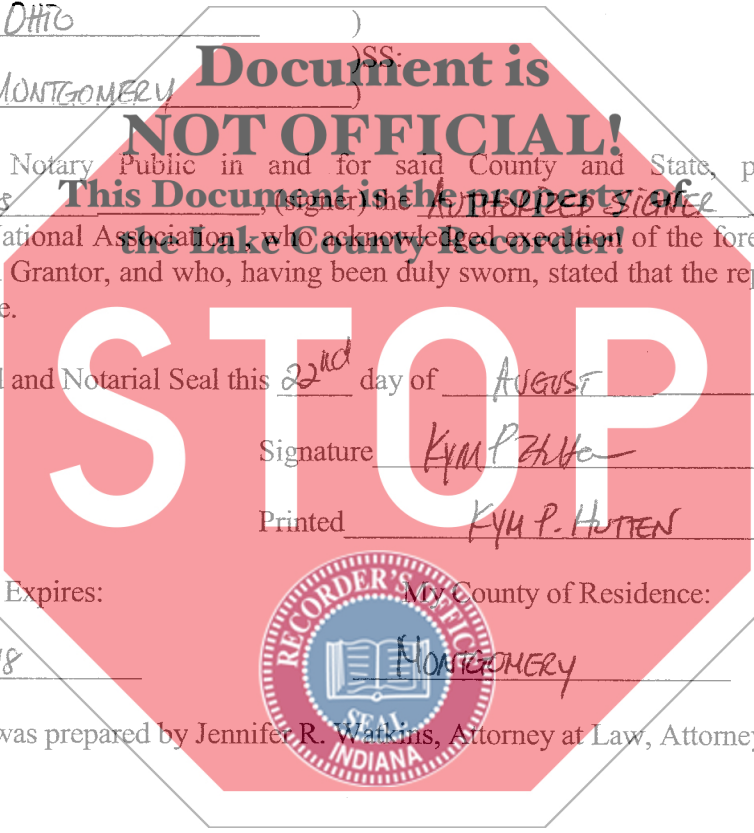 OHIO )
)SS:
MONTGOMERY )
Document is
NOT OFFICIAL!
Notary Public in and for said County and State, p
This Document is the property of
s , (signer) the AUTHORIZED SIGNER
the Lake County Recorder!
National Association , who acknowledged execution of the fore
Grantor, and who, having been duly sworn, stated that the rep
e.
STOP
d and Notarial Seal this 22nd day of AUGUST
Signature
Printed KYM P. HUTTEN
Expires: My County of Residence:
18 MONTGOMERY
RECORDER'S OFFICE
SEAL
INDIANA
was prepared by Jennifer R. Watkins, Attorney at Law, Attorney